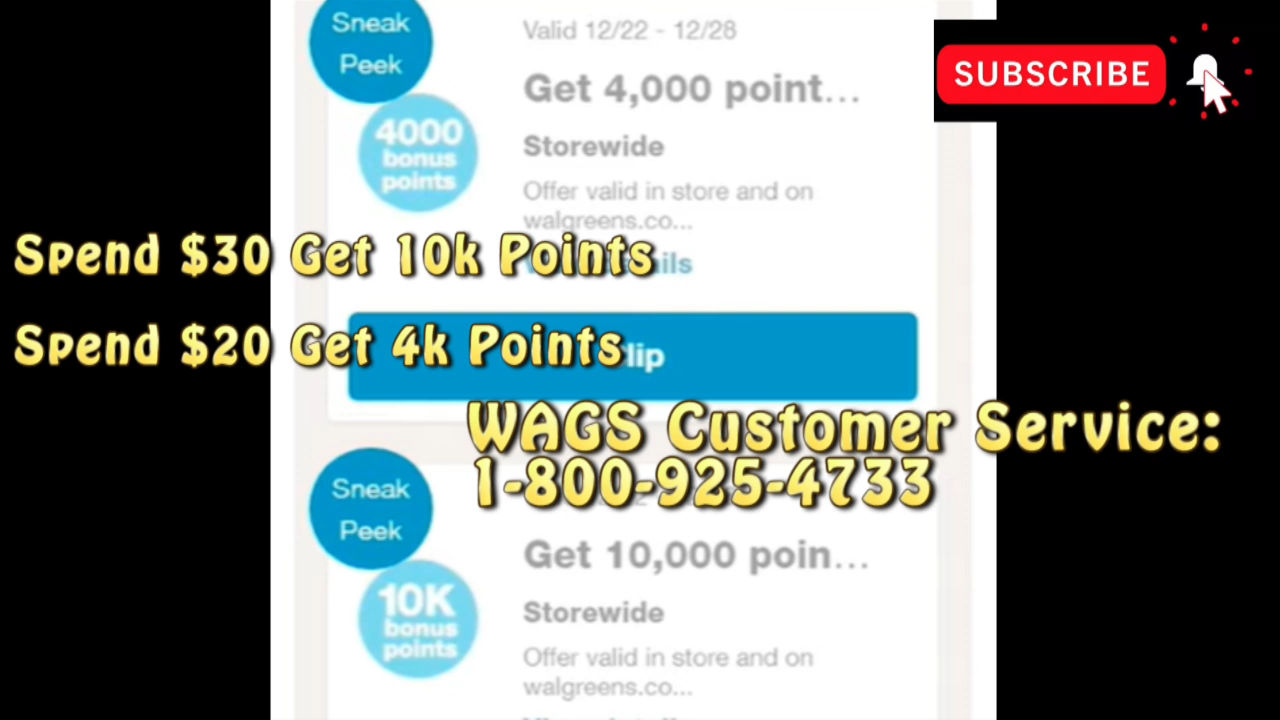 Sneak
Peek
Valid 12/22 - 12/28
Get 4,000 point...
SUBSCRIBE
4000
bonus
points
Storewide
Offer valid in store and on
walgreens.co...
Spend $30 Get 10k Points
Spend $20 Get 4k Points
WAGS Customer Service:
1-800-925-4733
Sneak
Peek
Get 10,000 poin...
10K
bonus
points
Storewide
Offer valid in store and on
walgreens.co...